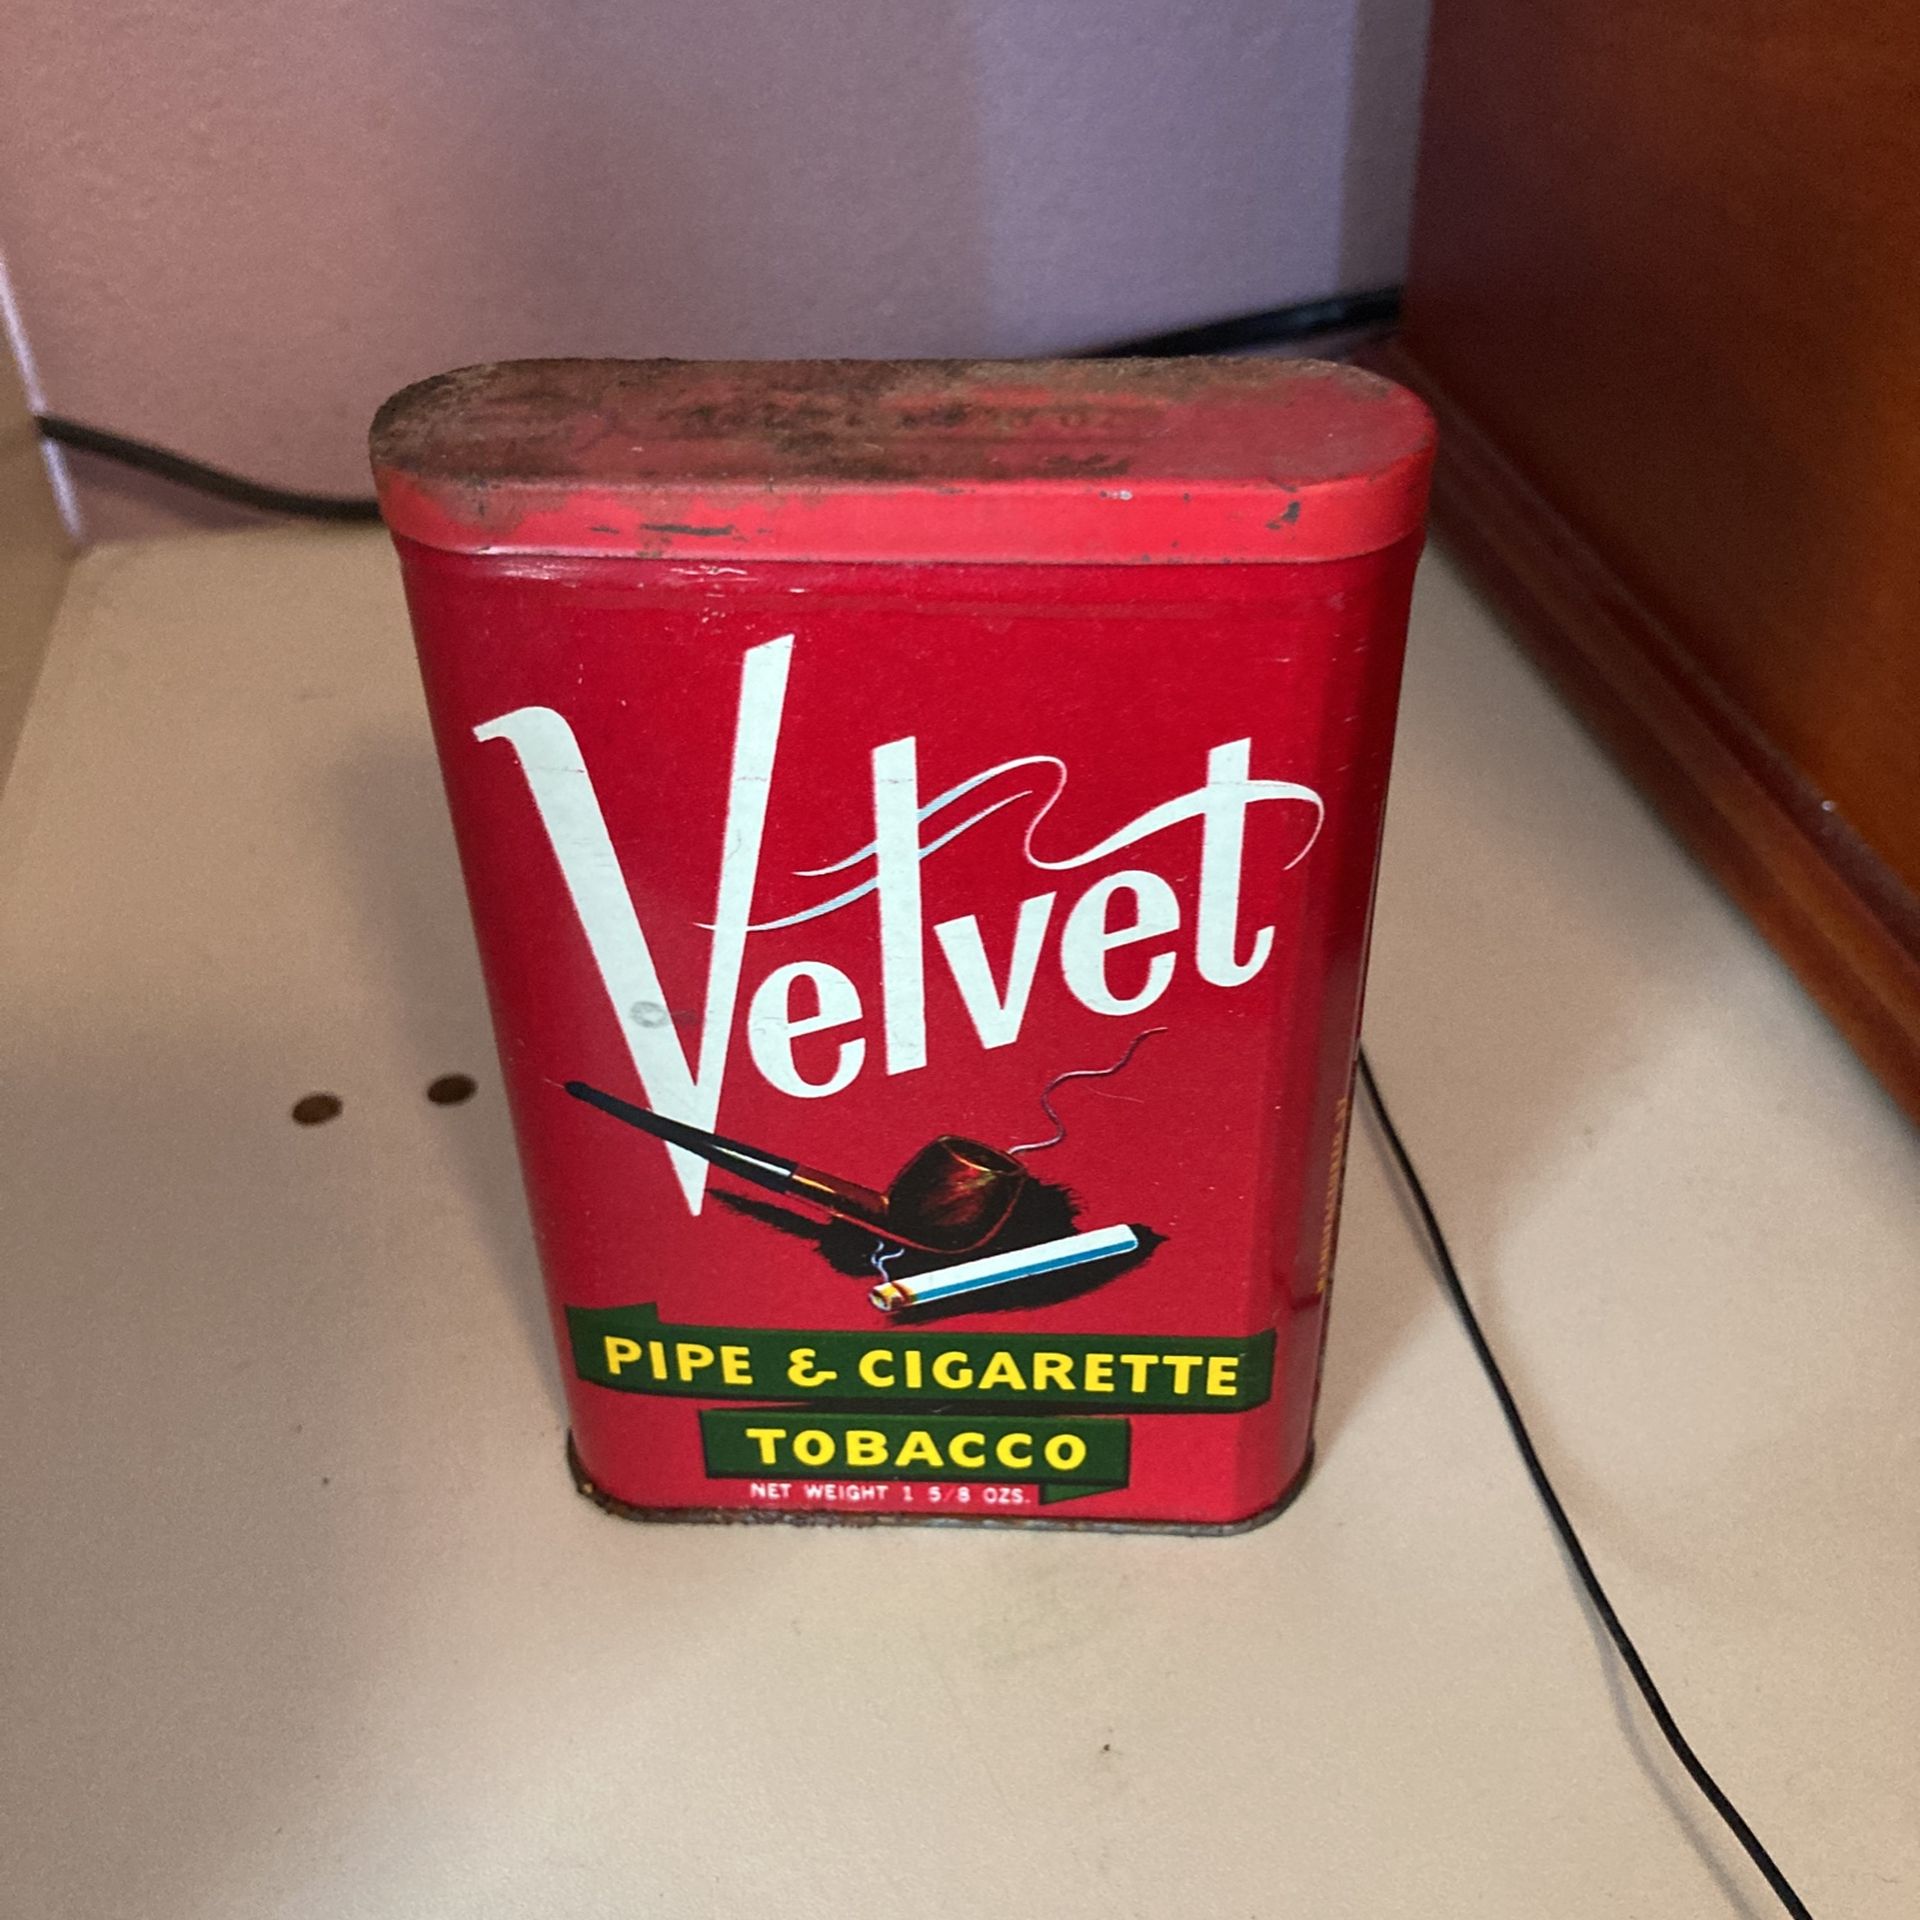 Velvet
PIPE & CIGARETTE
TOBACCO
NET WEIGHT 1 5/8 OZS.